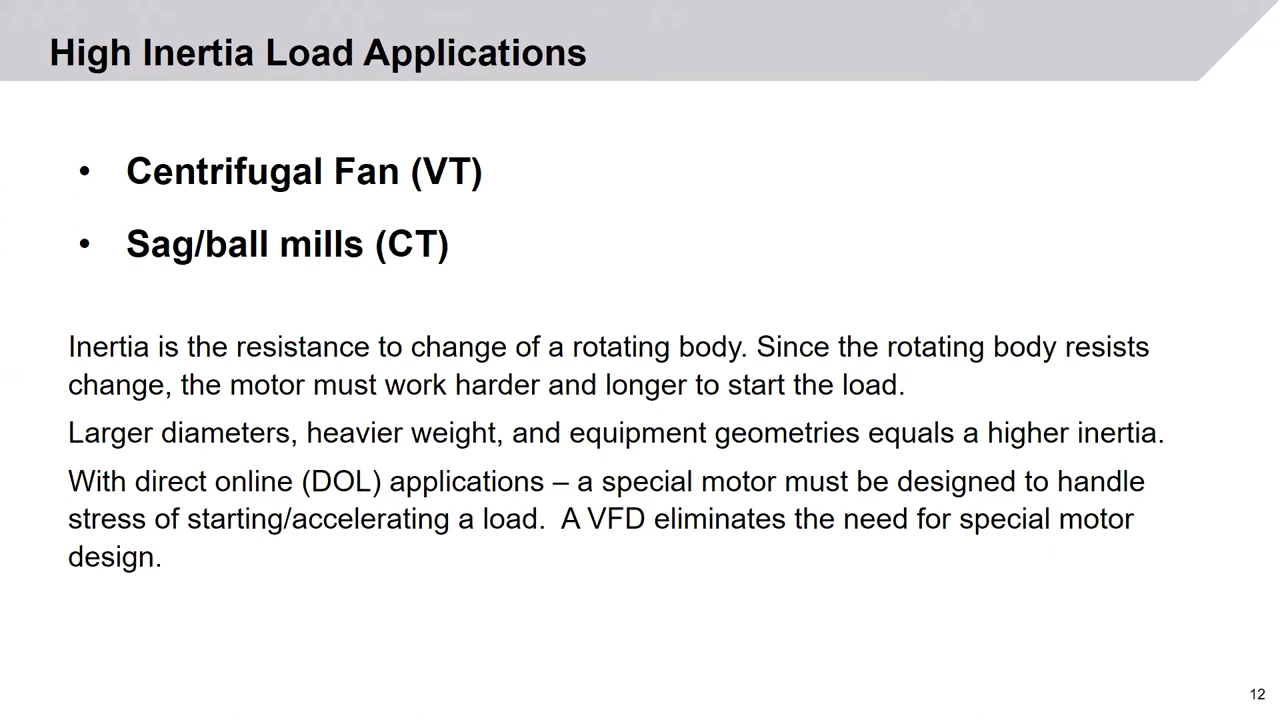 High Inertia Load Applications
• Centrifugal Fan (VT)
• Sag/ball mills (CT)
Inertia is the resistance to change of a rotating body. Since the rotating body resists
change, the motor must work harder and longer to start the load.
Larger diameters, heavier weight, and equipment geometries equals a higher inertia.
With direct online (DOL) applications – a special motor must be designed to handle
stress of starting/accelerating a load.  A VFD eliminates the need for special motor
design.
12